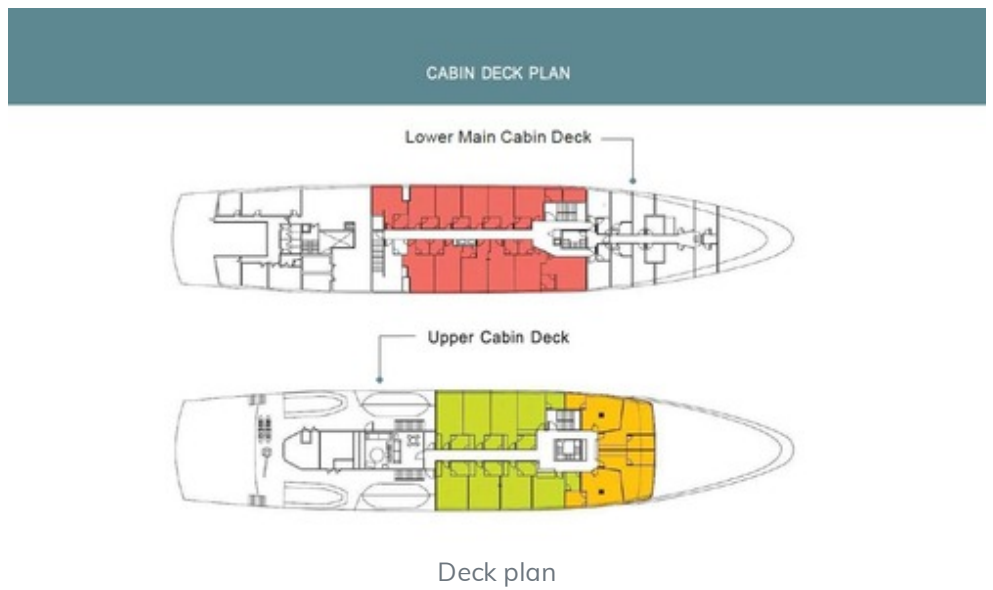 CABIN DECK PLAN
Lower Main Cabin Deck
Upper Cabin Deck
Deck plan